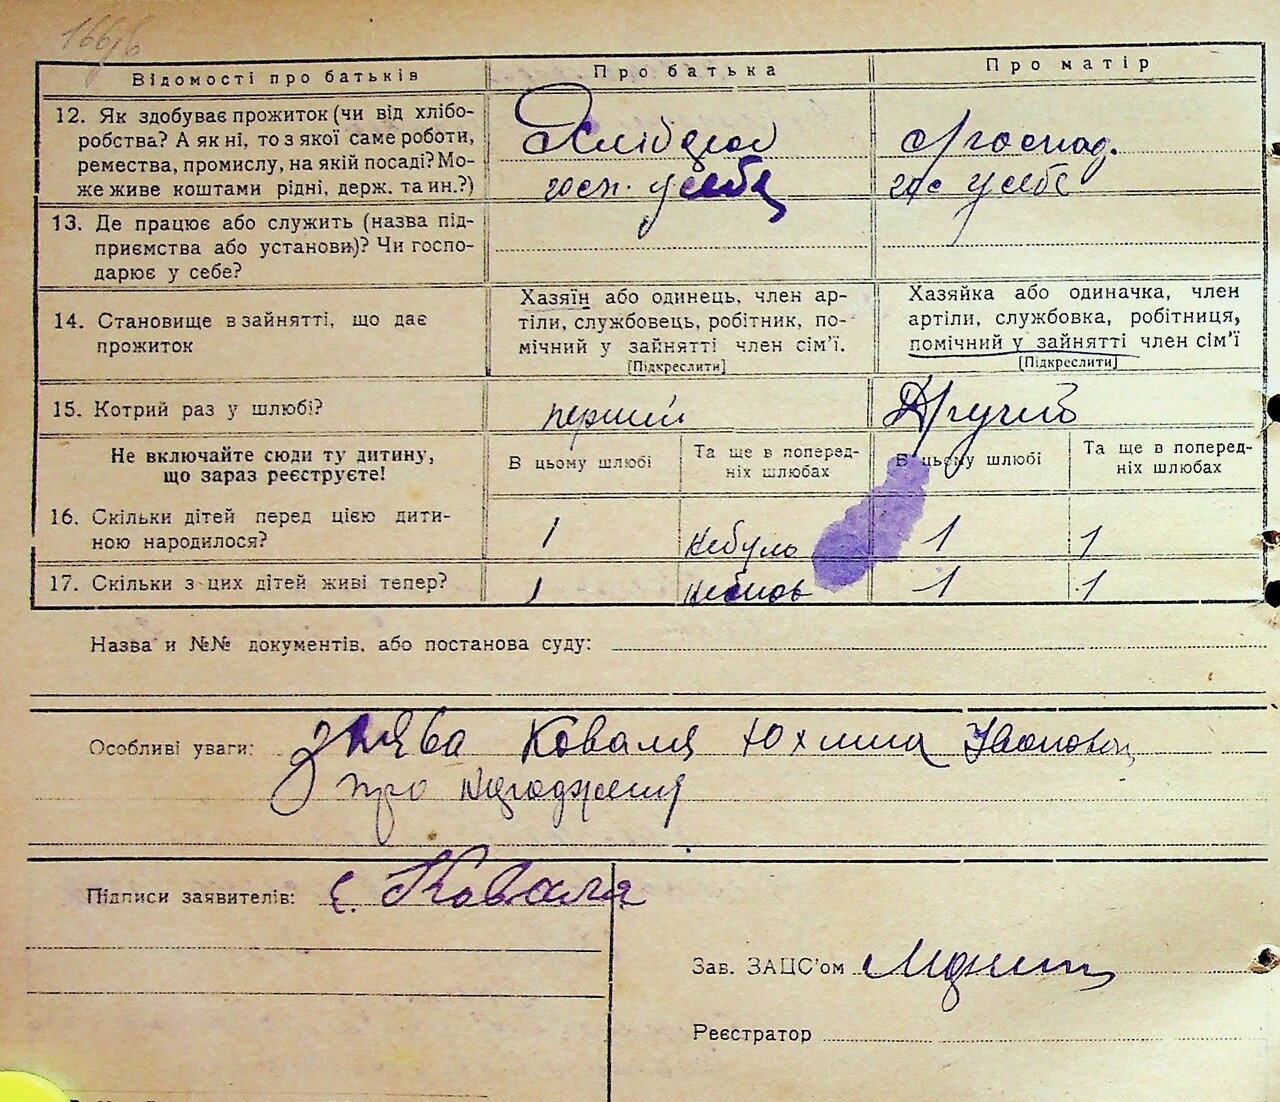 166/б
Відомості про батьків
Про батька
Про матір
12. Як здобуває прожиток (чи від хлібо-
робства? А як ні, то з якої саме роботи,
ремества, промислу, на якій посаді? Мо-
же живе коштами рідні, держ. та ин.?)
Хлібороб
госп. у себе
Господ.
гос у себе
13. Де працює або служить (назва під-
приємства або установи)? Чи госпо-
дарює у себе?
14. Становище в зайнятті, що дає
прожиток
Хазяїн або одинець, член ар-
тіли, службовець, робітник, по-
мічний у зайнятті член сім'ї.
[Підкреслити]
Хазяйка або одиначка, член
артіли, службовка, робітниця,
помічний у зайнятті член сім'ї
[Підкреслити]
15. Котрий раз у шлюбі?
перший
Другий
Не включайте сюди ту дитину,
що зараз реєструєте!
В цьому шлюбі
Та ще в поперед-
ніх шлюбах
В цьому шлюбі
Та ще в поперед-
ніх шлюбах
16. Скільки дітей перед цією дити-
ною народилося?
1
небуло
1
1
17. Скільки з цих дітей живі тепер?
1
1
1
Назва и №№ документів, або постанова суду:
Особливі уваги: Заява Коваля Юхима Івановича
про народження
Підписи заявителів: Є. Коваля
Зав. ЗАЦС'ом
Реєстратор